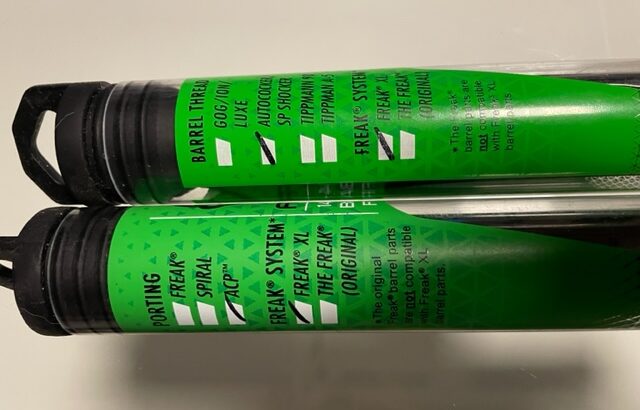 BARREL THREAD
GOG/ION/
LUXE
AUTOCOCKER
SP SHOCKER
TIPPMANN 98
TIPPMANN A-5
FREAK® SYSTEM
FREAK® XL
THE FREAK®
(ORIGINAL)
* The Freak®
barrel parts are
not compatible
with Freak® XL
barrel parts.
PORTING
FREAK®
SPIRAL
ACP™
FREAK® SYSTEM*
FREAK® XL
THE FREAK®
(ORIGINAL)
* The original
Freak® barrel parts
are not compatible
with Freak® XL
barrel parts.